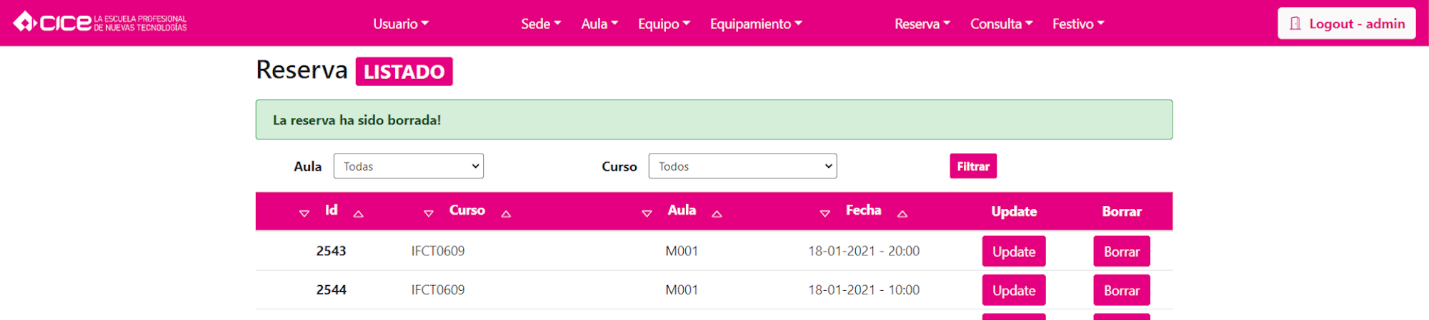 CICE LA ESCUELA PROFESIONAL
DE NUEVAS TECNOLOGÍAS
Usuario Sede Aula Equipo Equipamiento Reserva Consulta Festivo Logout - admin
Reserva LISTADO
La reserva ha sido borrada!
Aula Todas Curso Todos Filtrar
Id Curso Aula Fecha Update Borrar
2543 IFCT0609 M001 18-01-2021 - 20:00 Update Borrar
2544 IFCT0609 M001 18-01-2021 - 10:00 Update Borrar